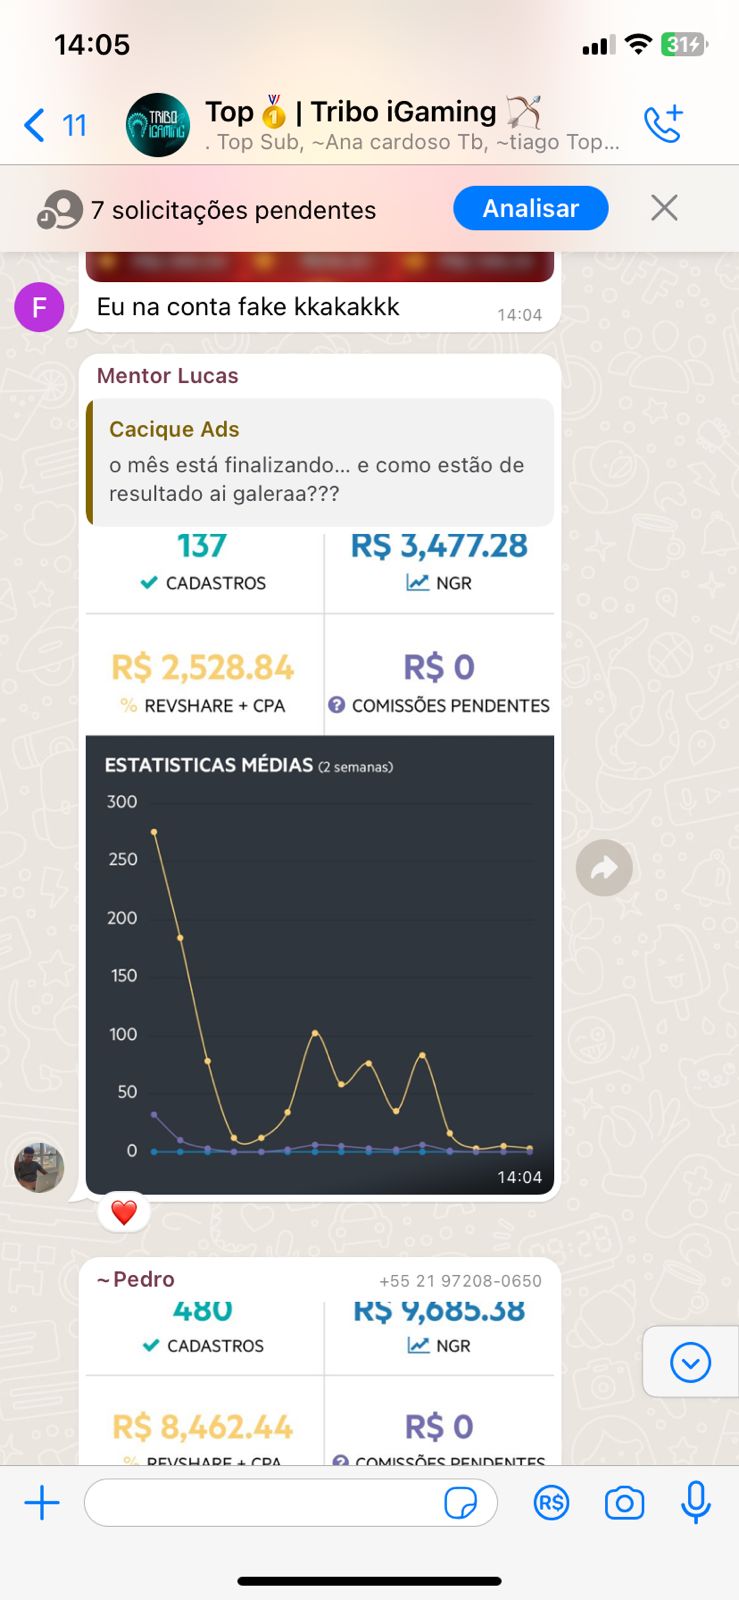 14:05
31
11
TRIBO
IGAMING
Top🥇 | Tribo iGaming 🏹
. Top Sub, ~Ana cardoso Tb, ~tiago Top...
7 solicitações pendentes
Analisar
F
Eu na conta fake kkakakkk
14:04
Mentor Lucas
Cacique Ads
o mês está finalizando... e como estão de
resultado ai galeraa???
137
R$ 3,477.28
CADASTROS
NGR
R$ 2,528.84
R$ 0
% REVSHARE + CPA
? COMISSÕES PENDENTES
ESTATISTICAS MÉDIAS (2 semanas)
300
250
200
150
100
50
0
14:04
~Pedro
+55 21 97208-0650
480
R$ 9,685.38
CADASTROS
NGR
R$ 8,462.44
R$ 0
% REVSHARE + CPA
? COMISSÕES PENDENTES
R$